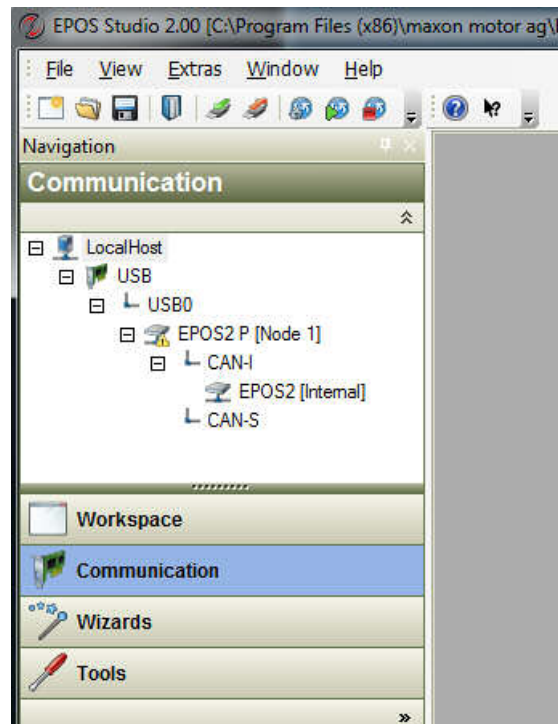 EPOS Studio 2.00 [C:\Program Files (x86)\maxon motor ag\
File View Extras Window Help
Navigation
Communication
LocalHost
USB
USB0
EPOS2 P [Node 1]
CAN-I
EPOS2 [Internal]
CAN-S
Workspace
Communication
Wizards
Tools